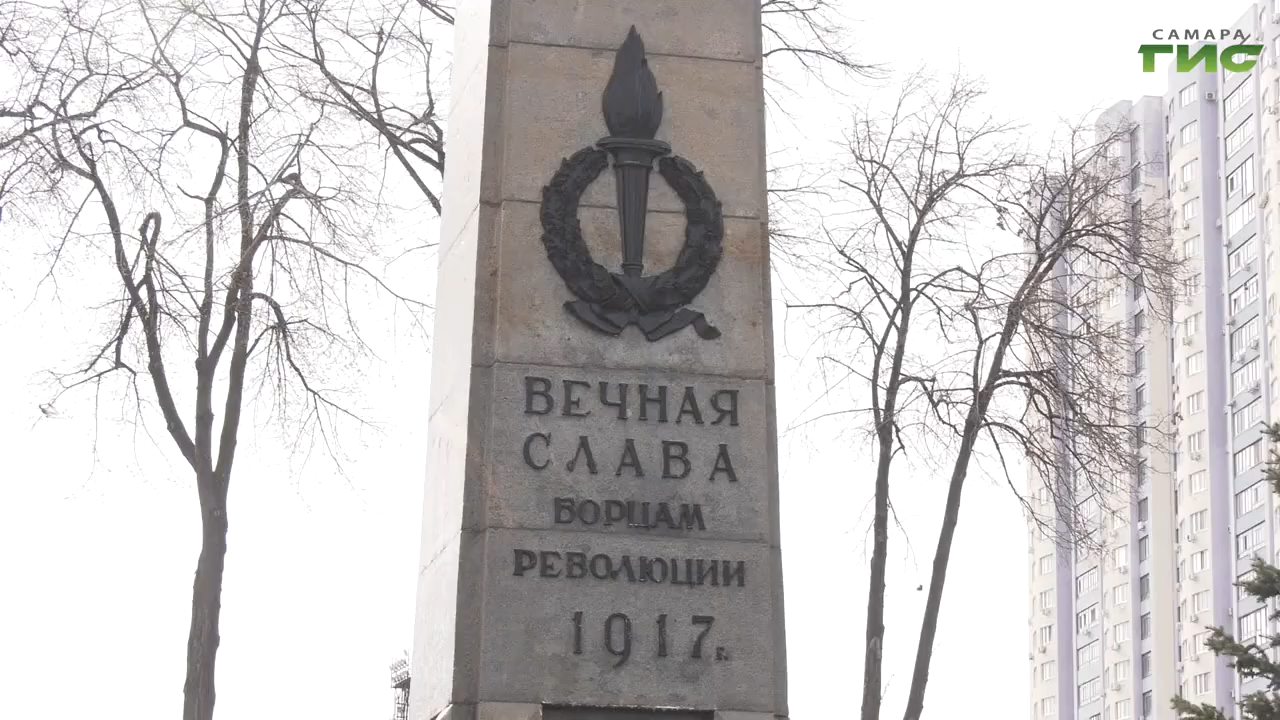 САМАРА
ГИС
ВЕЧНАЯ
СЛАВА
БОРЦАМ
РЕВОЛЮЦИИ
1917 г.